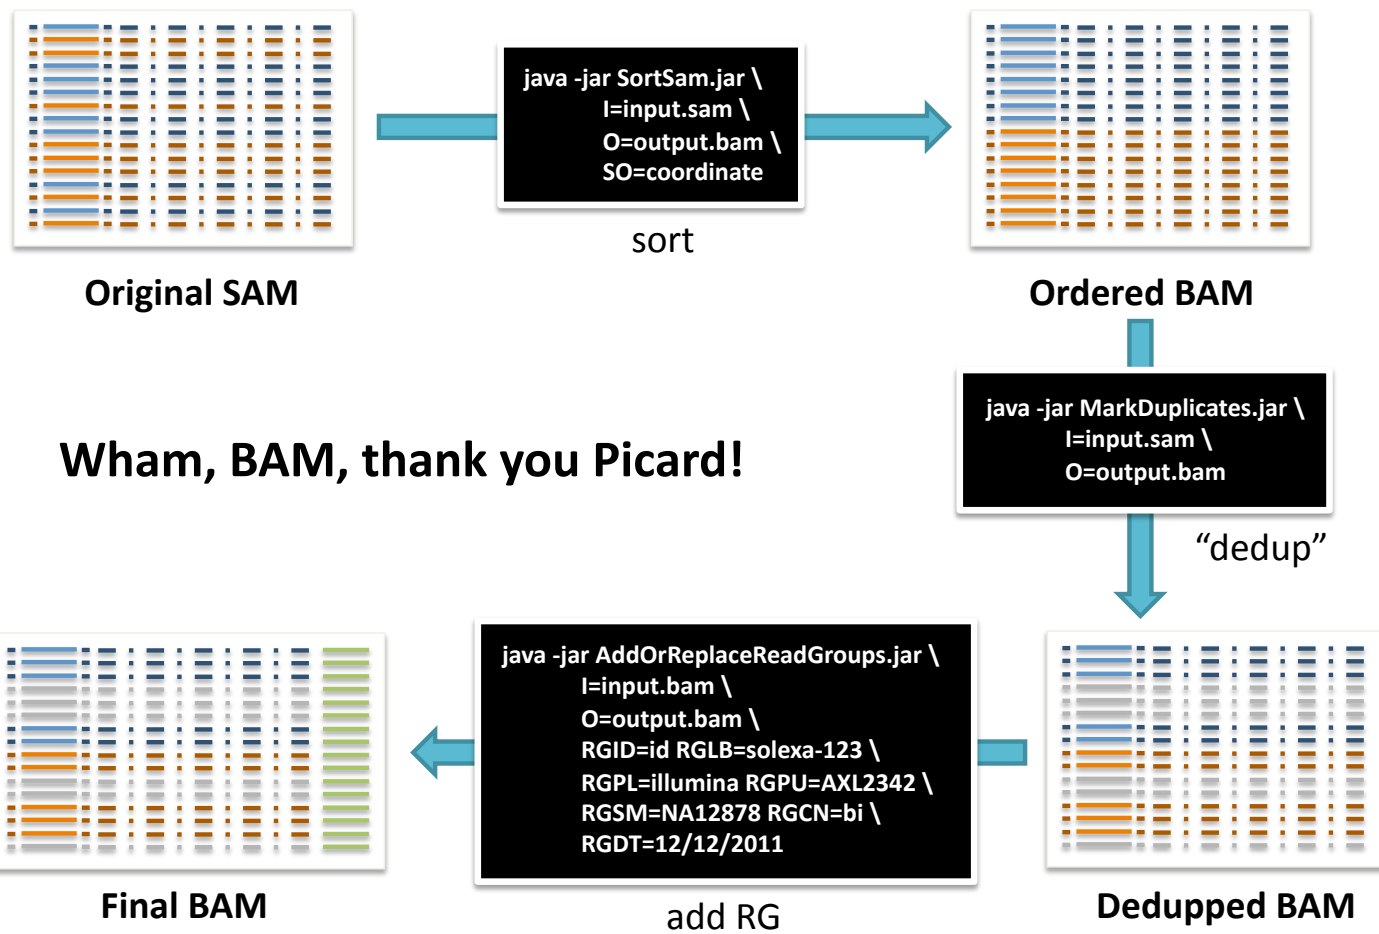 java -jar SortSam.jar \
I=input.sam \
O=output.bam \
SO=coordinate
sort
Original SAM
Ordered BAM
java -jar MarkDuplicates.jar \
I=input.sam \
O=output.bam
Wham, BAM, thank you Picard!
“dedup”
java -jar AddOrReplaceReadGroups.jar \
I=input.bam \
O=output.bam \
RGID=id RGLB=solexa-123 \
RGPL=illumina RGPU=AXL2342 \
RGSM=NA12878 RGCN=bi \
RGDT=12/12/2011
Final BAM
add RG
Dedupped BAM